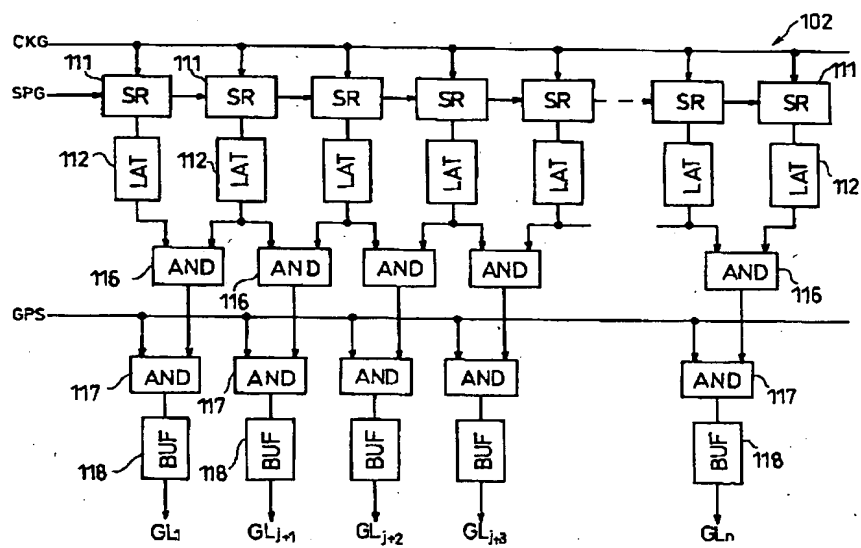 102
CKG
111 111 111
SPG SR SR SR SR SR SR SR
112 LAT 112 LAT LAT LAT LAT LAT LAT 112
116 AND 116 AND AND AND AND 116
GPS
117 AND 117 AND AND AND AND 117
118 BUF 118 BUF BUF BUF BUF 118
GL1 GLj+1 GLj+2 GLj+3 GLn